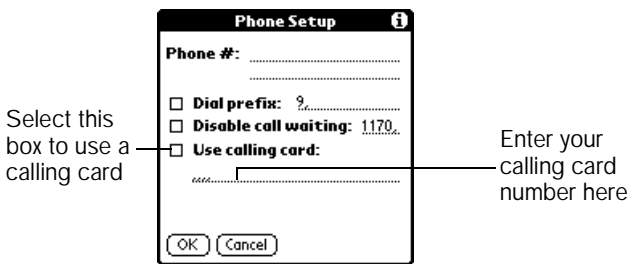 Phone Setup i
Phone #:
Dial prefix: 9,
Disable call waiting: 1170,
Use calling card:
,,,,
OK Cancel
Select this
box to use a
calling card
Enter your
calling card
number here